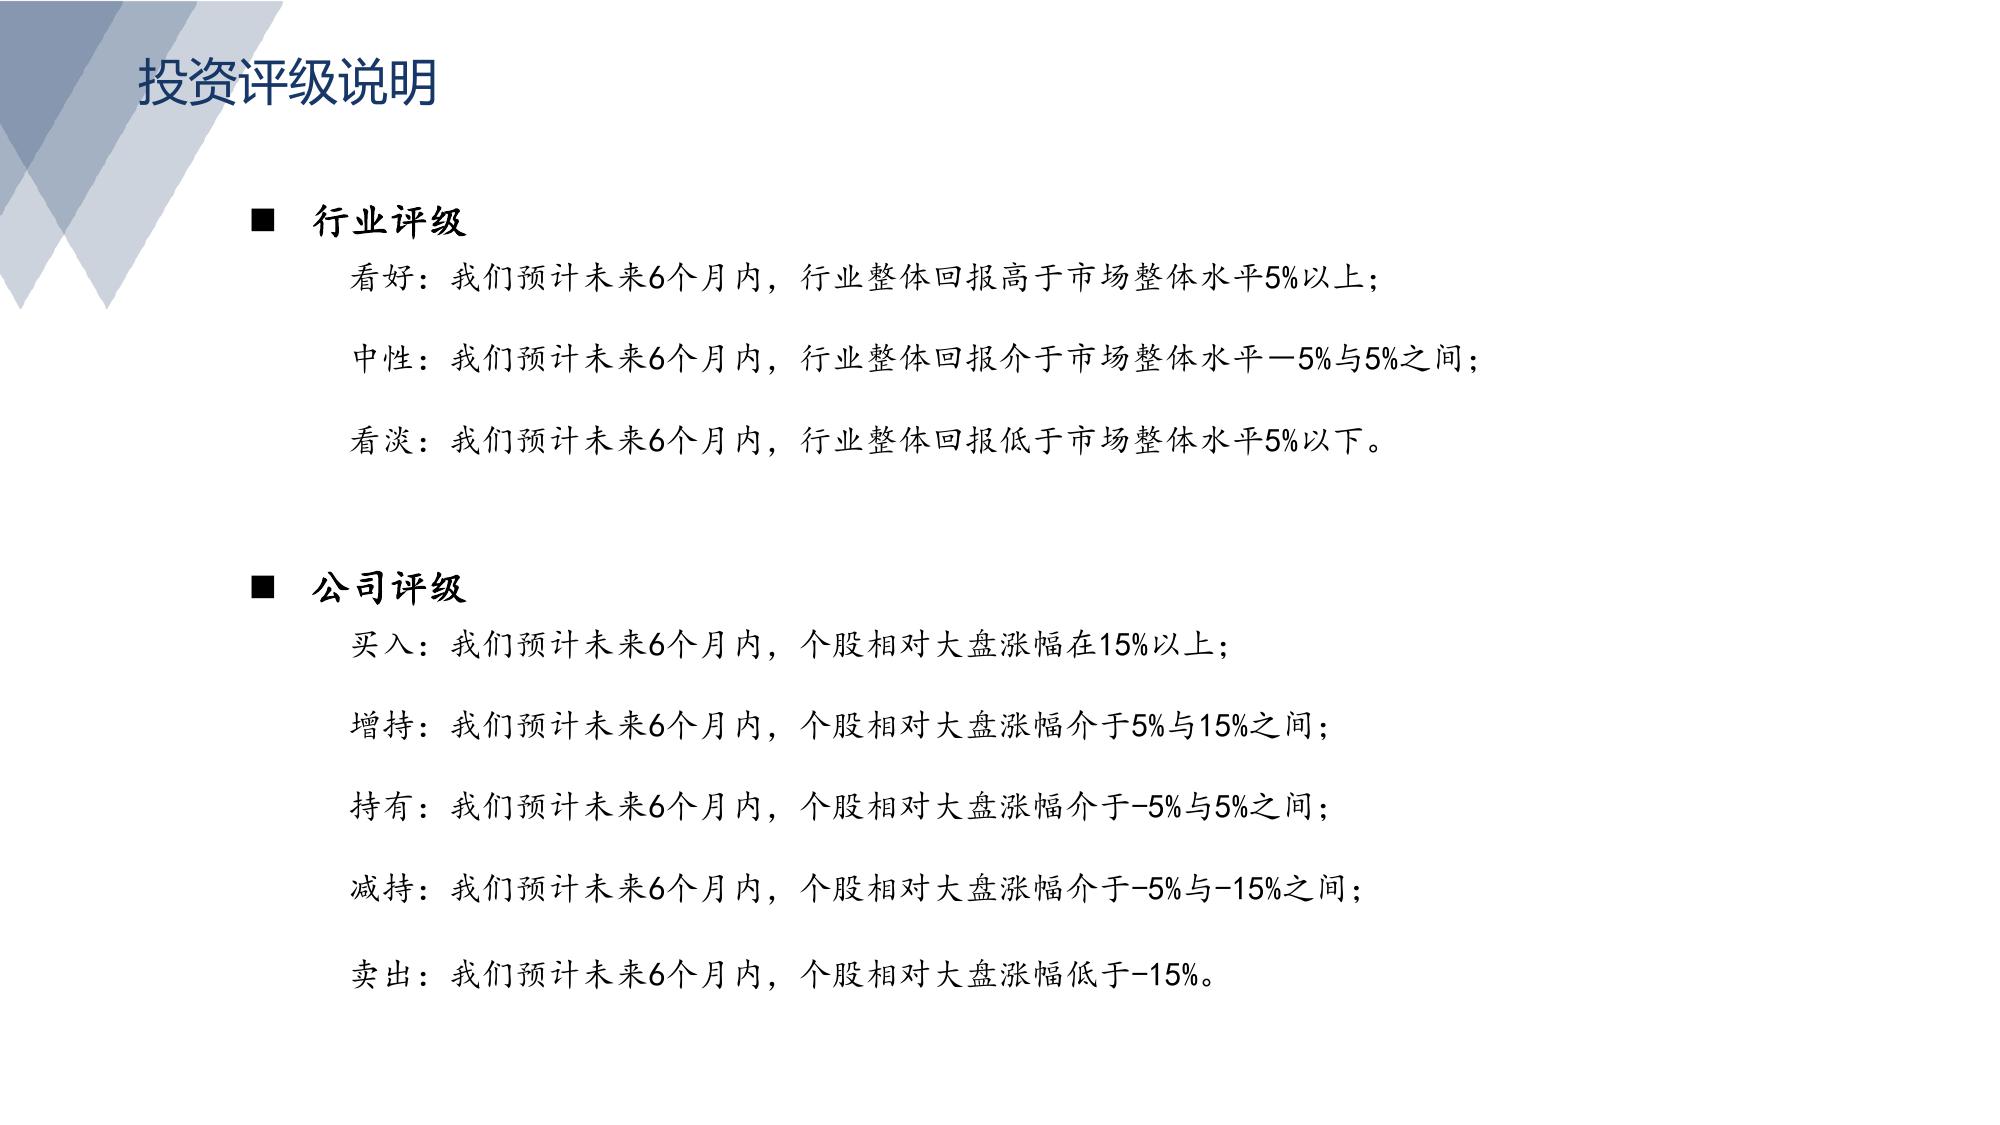 投资评级说明
■ 行业评级
看好：我们预计未来6个月内，行业整体回报高于市场整体水平5%以上；
中性：我们预计未来6个月内，行业整体回报介于市场整体水平－5%与5%之间；
看淡：我们预计未来6个月内，行业整体回报低于市场整体水平5%以下。
■ 公司评级
买入：我们预计未来6个月内，个股相对大盘涨幅在15%以上；
增持：我们预计未来6个月内，个股相对大盘涨幅介于5%与15%之间；
持有：我们预计未来6个月内，个股相对大盘涨幅介于-5%与5%之间；
减持：我们预计未来6个月内，个股相对大盘涨幅介于-5%与-15%之间；
卖出：我们预计未来6个月内，个股相对大盘涨幅低于-15%。